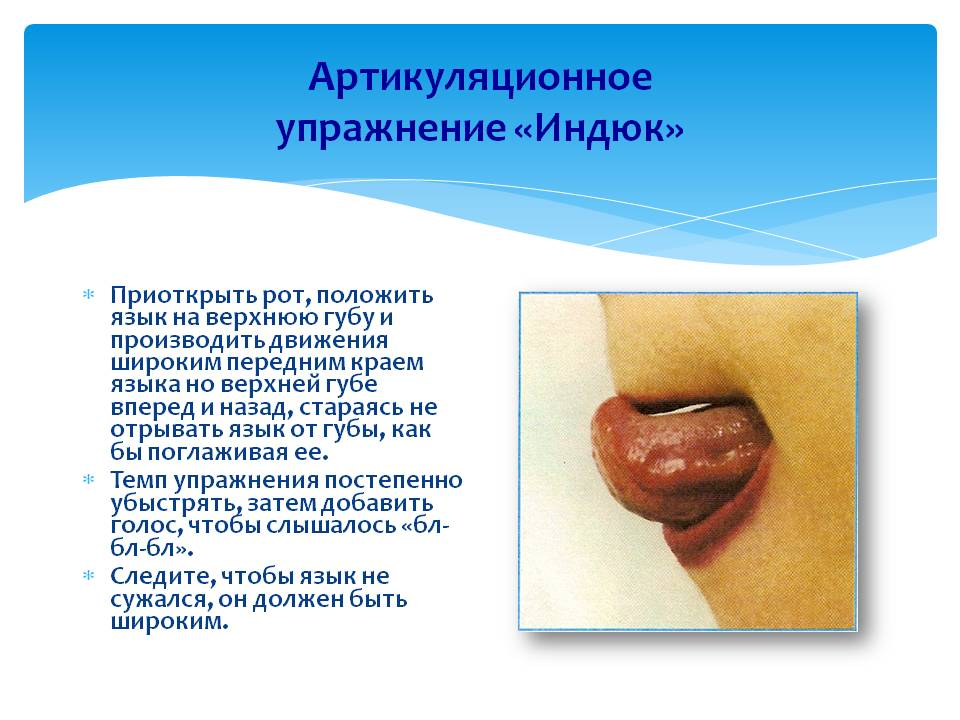 Артикуляционное
упражнение «Индюк»
Приоткрыть рот, положить
язык на верхнюю губу и
производить движения
широким передним краем
языка но верхней губе
вперед и назад, стараясь не
отрывать язык от губы, как
бы поглаживая ее.
Темп упражнения постепенно
убыстрять, затем добавить
голос, чтобы слышалось «бл-
бл-бл».
Следите, чтобы язык не
сужался, он должен быть
широким.